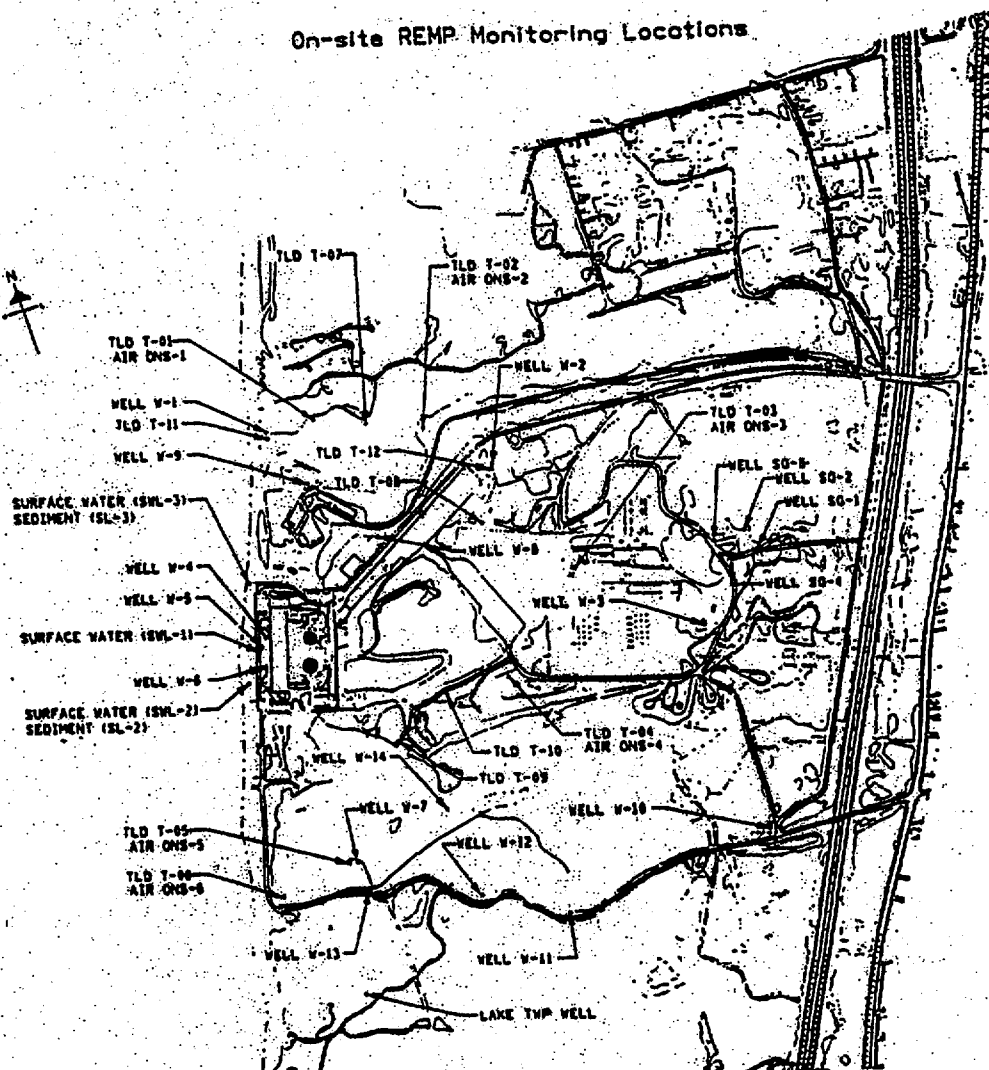 On-site REMP Monitoring Locations
N
TLD T-07
TLD T-02
AIR ONS-2
TLD T-01
AIR ONS-1
WELL W-2
WELL W-1
TLD T-11
TLD T-03
AIR ONS-3
WELL W-9
TLD T-12
TLD T-08
WELL SG-2
WELL SG-1
SURFACE WATER (SWL-3)
SEDIMENT (SL-3)
WELL W-4
WELL SG-4
WELL W-5
WELL W-3
SURFACE WATER (SWL-1)
WELL W-6
SURFACE WATER (SWL-2)
SEDIMENT (SL-2)
TLD T-04
AIR ONS-4
TLD T-10
WELL W-14
TLD T-09
WELL W-7
WELL W-10
TLD T-05
AIR ONS-5
WELL W-12
TLD T-06
AIR ONS-6
WELL W-13
WELL W-11
LAKE TWP WELL